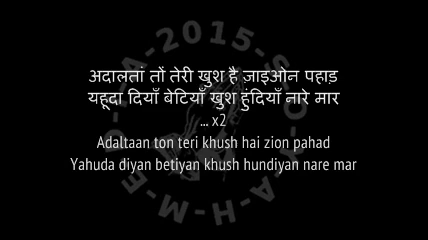 अदालतां तों तेरी खुश है ज़ाइओन पहाड़
यहूदा दियाँ बेटियाँ खुश हुंदियाँ नारे मार
... x2
Adaltaan ton teri khush hai zion pahad
Yahuda diyan betiyan khush hundiyan nare mar